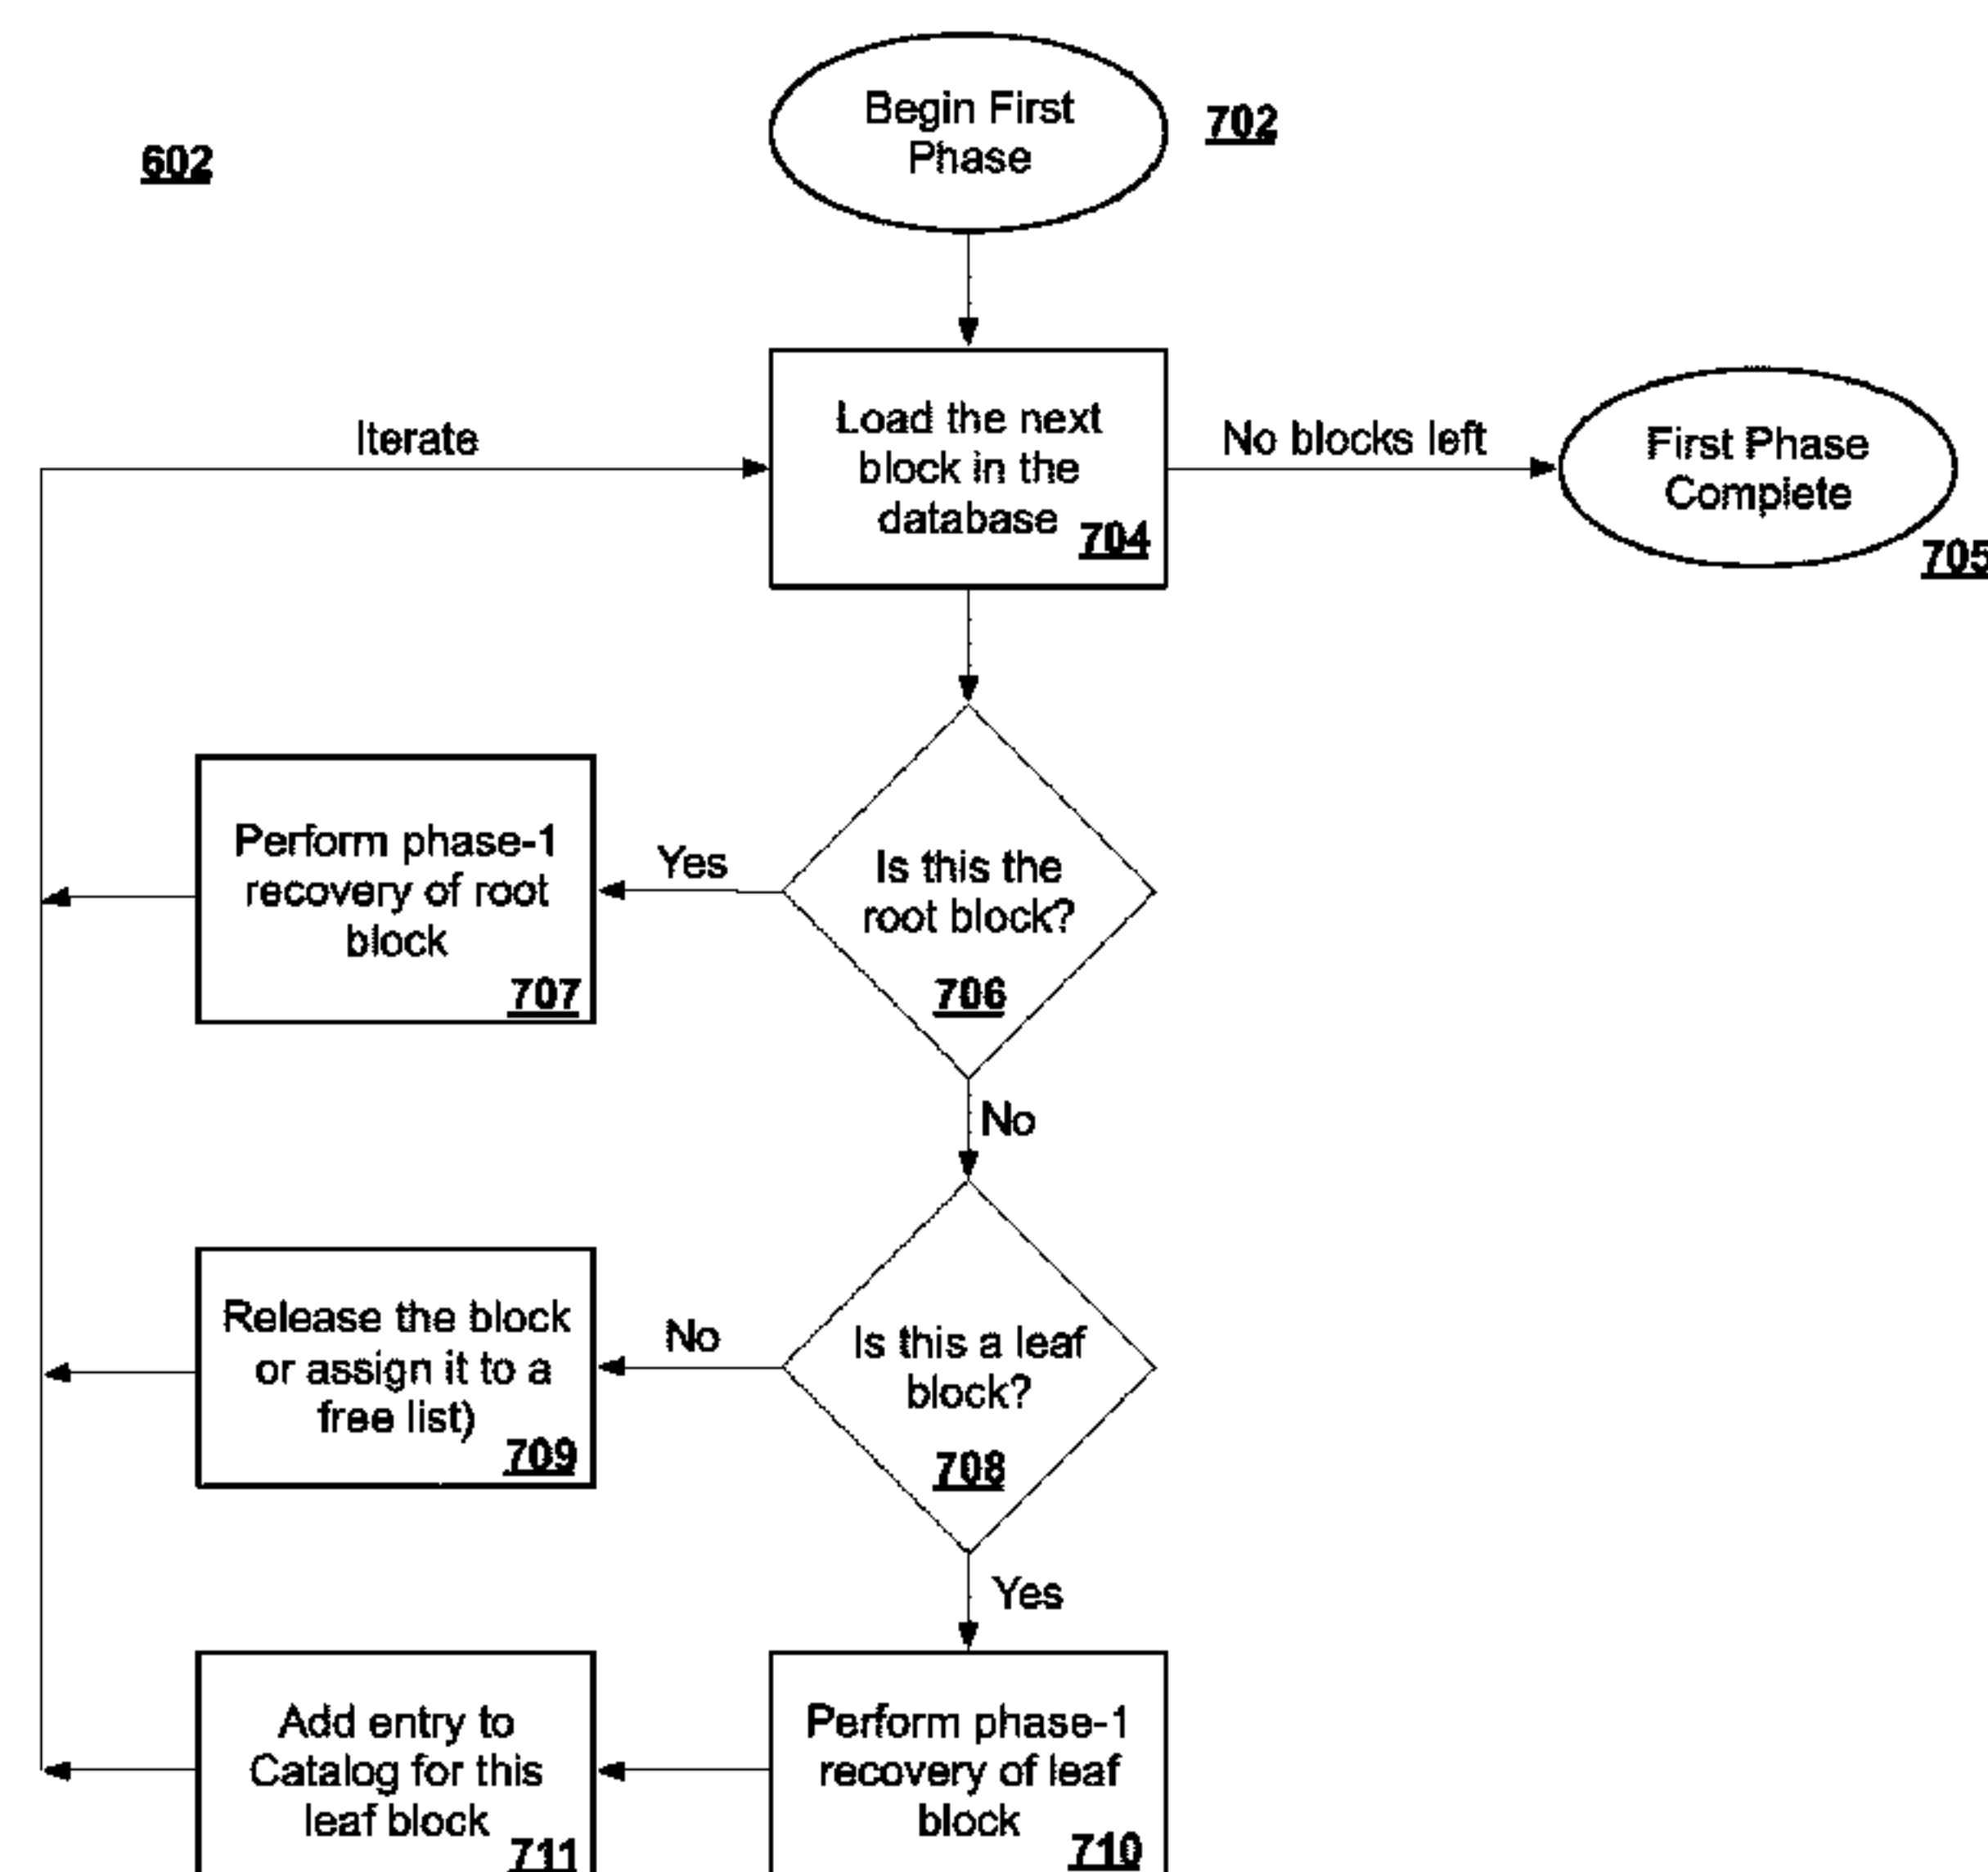 Begin First
Phase
702
602
Load the next
block in the
database
704
Iterate
No blocks left
First Phase
Complete
705
Is this the
root block?
706
Yes
Perform phase-1
recovery of root
block
707
No
Is this a leaf
block?
708
No
Release the block
or assign it to a
free list)
709
Yes
Perform phase-1
recovery of leaf
block
710
Add entry to
Catalog for this
leaf block
711